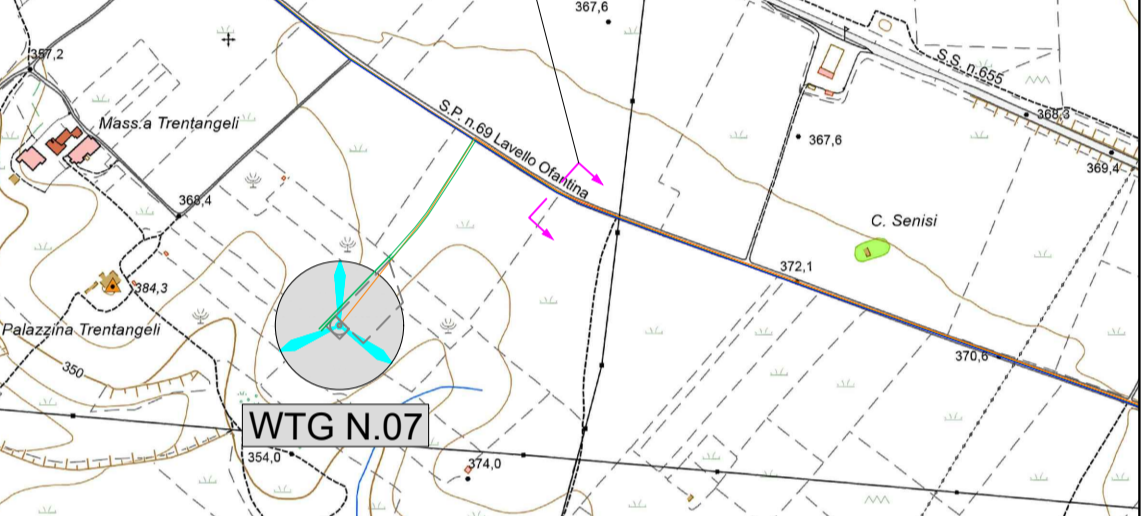 367,6
357,2
S.S. n.655
Mass.a Trentangeli
S.P. n.69 Lavello Ofantina
368,3
367,6
369,4
368,4
C. Senisi
372,1
384,3
Palazzina Trentangeli
350
370,6
WTG N.07
354,0
374,0